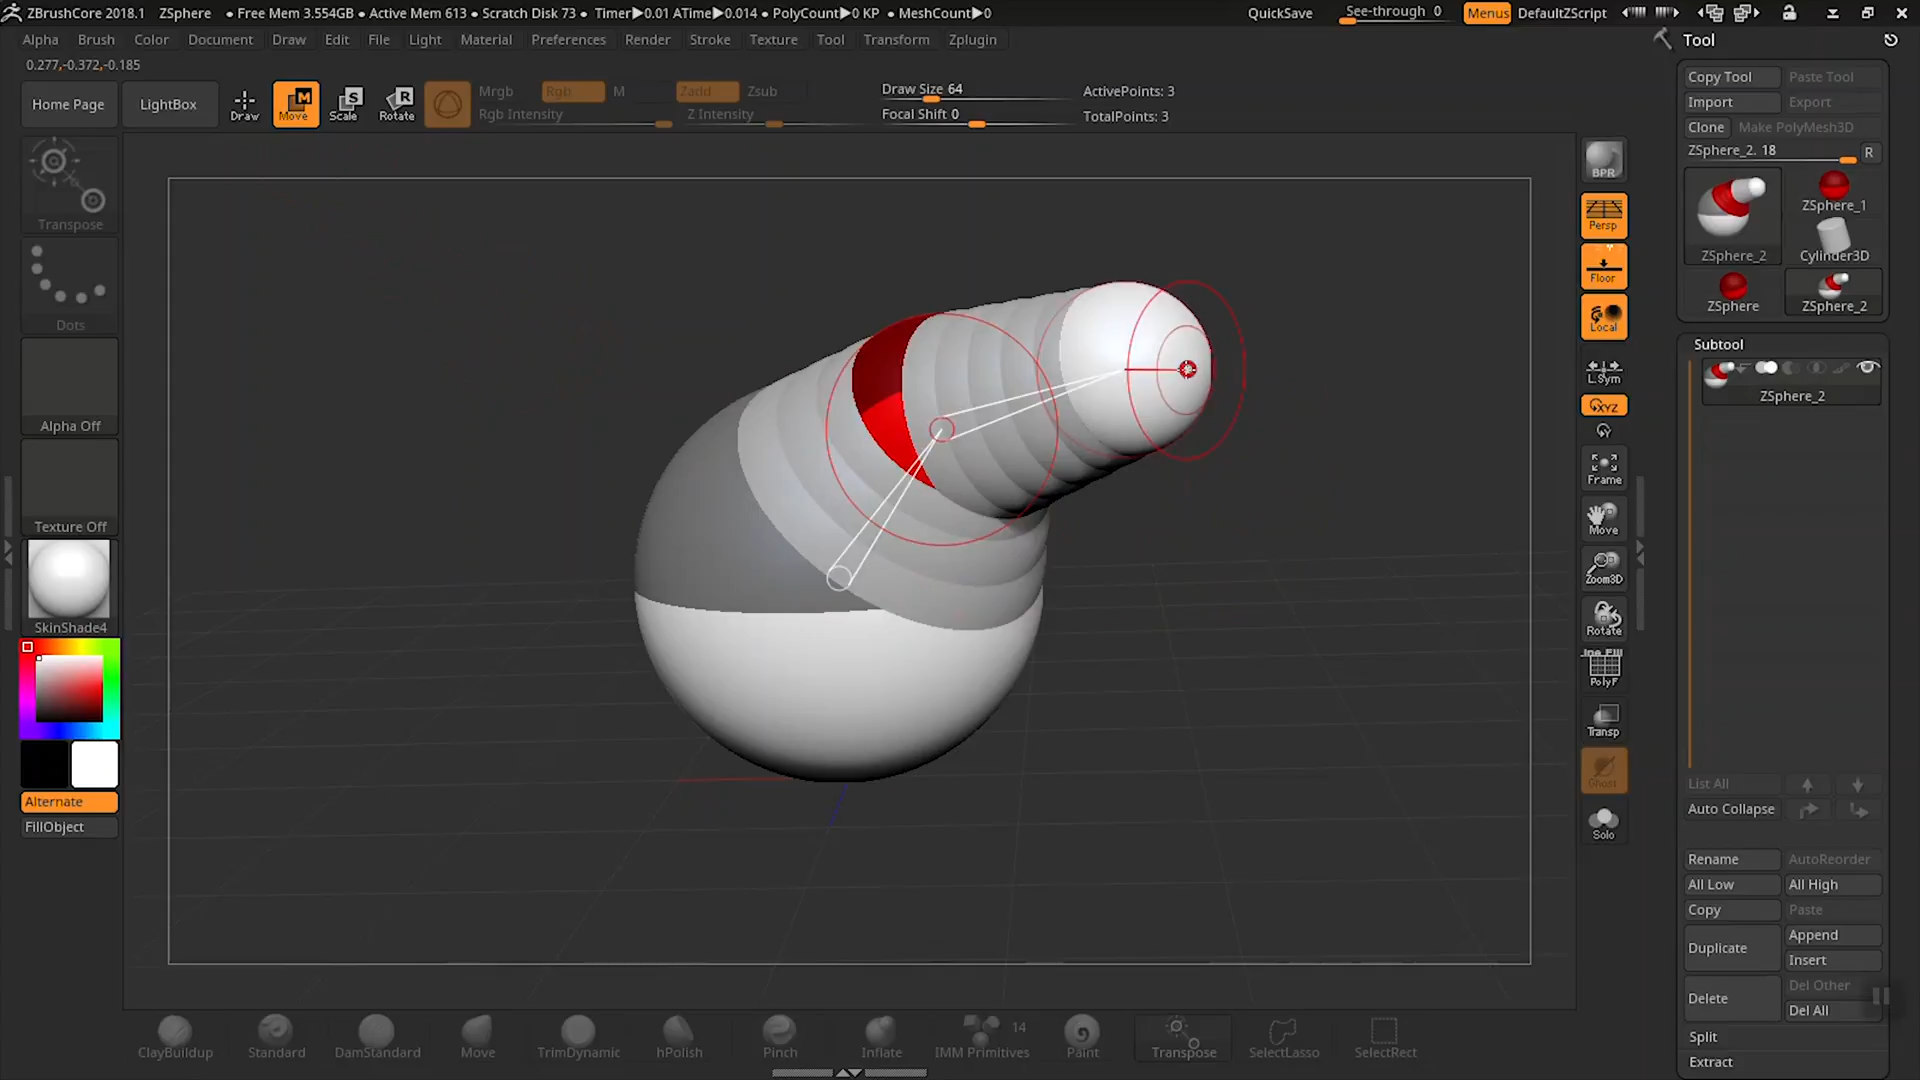 ZBrushCore 2018.1 ZSphere • Free Mem 3.554GB • Active Mem 613 • Scratch Disk 73 • Timer▶0.01 ATime▶0.014 • PolyCount▶0 KP • MeshCount▶0 QuickSave See-through 0 Menus DefaultZScript
Alpha Brush Color Document Draw Edit File Light Material Preferences Render Stroke Texture Tool Transform Zplugin
0.277,-0.372,-0.185
Home Page LightBox Draw Move Scale Rotate
Mrgb Rgb M Zadd Zsub
Rgb Intensity Z Intensity
Draw Size 64
Focal Shift 0
ActivePoints: 3
TotalPoints: 3
Transpose
Dots
Alpha Off
Texture Off
SkinShade4
Alternate
FillObject
BPR
Persp
Floor
Local
L.Sym
XYZ
Y
Frame
Move
Zoom3D
Rotate
Line Fill
PolyF
Transp
Ghost
Solo
Tool
Copy Tool Paste Tool
Import Export
Clone Make PolyMesh3D
ZSphere_2. 18 R
ZSphere_1
ZSphere_2 Cylinder3D
ZSphere ZSphere_2
Subtool
ZSphere_2
List All
Auto Collapse
Rename AutoReorder
All Low All High
Copy Paste
Duplicate Append
Insert
Delete Del Other
Del All
Split
Extract
ClayBuildup Standard DamStandard Move TrimDynamic hPolish Pinch Inflate IMM Primitives 14 Paint Transpose SelectLasso SelectRect